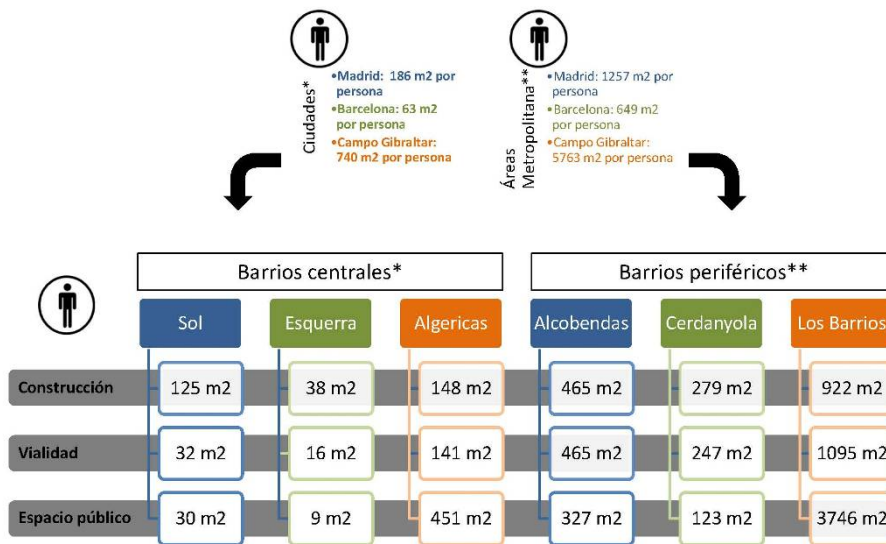 Ciudades*
•Madrid: 186 m2 por
persona
•Barcelona: 63 m2
por persona
•Campo Gibraltar:
740 m2 por persona
Áreas
Metropolitana**
•Madrid: 1257 m2 por
persona
•Barcelona: 649 m2
por persona
•Campo Gibraltar:
5763 m2 por persona
Barrios centrales*
Barrios periféricos**
Sol
Esquerra
Algericas
Alcobendas
Cerdanyola
Los Barrios
Construcción
125 m2
38 m2
148 m2
465 m2
279 m2
922 m2
Vialidad
32 m2
16 m2
141 m2
465 m2
247 m2
1095 m2
Espacio público
30 m2
9 m2
451 m2
327 m2
123 m2
3746 m2